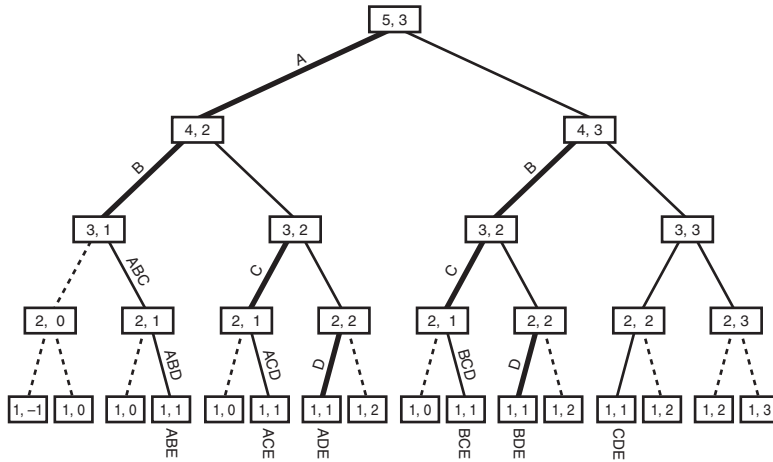 5, 3
A
4, 2
4, 3
B
B
3, 1
3, 2
3, 2
3, 3
ABC
C
C
2, 0
2, 1
2, 1
2, 2
2, 1
2, 2
2, 2
2, 3
ABD
ACD
D
BCD
D
1, –1
1, 0
1, 0
1, 1
1, 0
1, 1
1, 1
1, 2
1, 0
1, 1
1, 1
1, 2
1, 1
1, 2
1, 2
1, 3
ABE
ACE
ADE
BCE
BDE
CDE